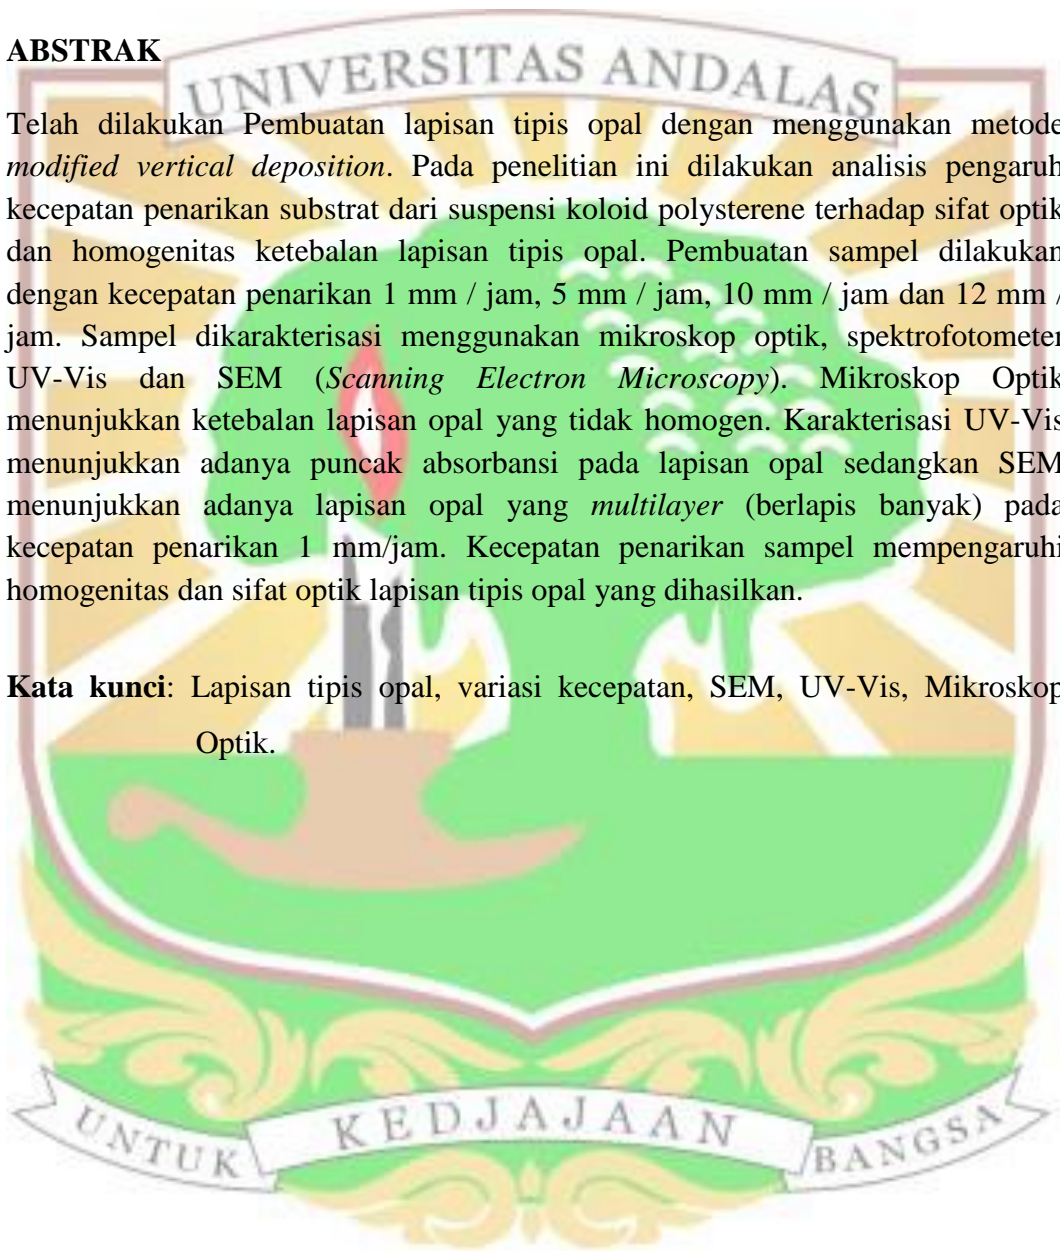 ABSTRAK
UNIVERSITAS ANDALAS
Telah dilakukan Pembuatan lapisan tipis opal dengan menggunakan metode
modified vertical deposition. Pada penelitian ini dilakukan analisis pengaruh
kecepatan penarikan substrat dari suspensi koloid polysterene terhadap sifat optik
dan homogenitas ketebalan lapisan tipis opal. Pembuatan sampel dilakukan
dengan kecepatan penarikan 1 mm / jam, 5 mm / jam, 10 mm / jam dan 12 mm /
jam. Sampel dikarakterisasi menggunakan mikroskop optik, spektrofotometer
UV-Vis dan SEM (Scanning Electron Microscopy). Mikroskop Optik
menunjukkan ketebalan lapisan opal yang tidak homogen. Karakterisasi UV-Vis
menunjukkan adanya puncak absorbansi pada lapisan opal sedangkan SEM
menunjukkan adanya lapisan opal yang multilayer (berlapis banyak) pada
kecepatan penarikan 1 mm/jam. Kecepatan penarikan sampel mempengaruhi
homogenitas dan sifat optik lapisan tipis opal yang dihasilkan.
Kata kunci: Lapisan tipis opal, variasi kecepatan, SEM, UV-Vis, Mikroskop
Optik.
UNTUK KEDJAJAAN BANGSA